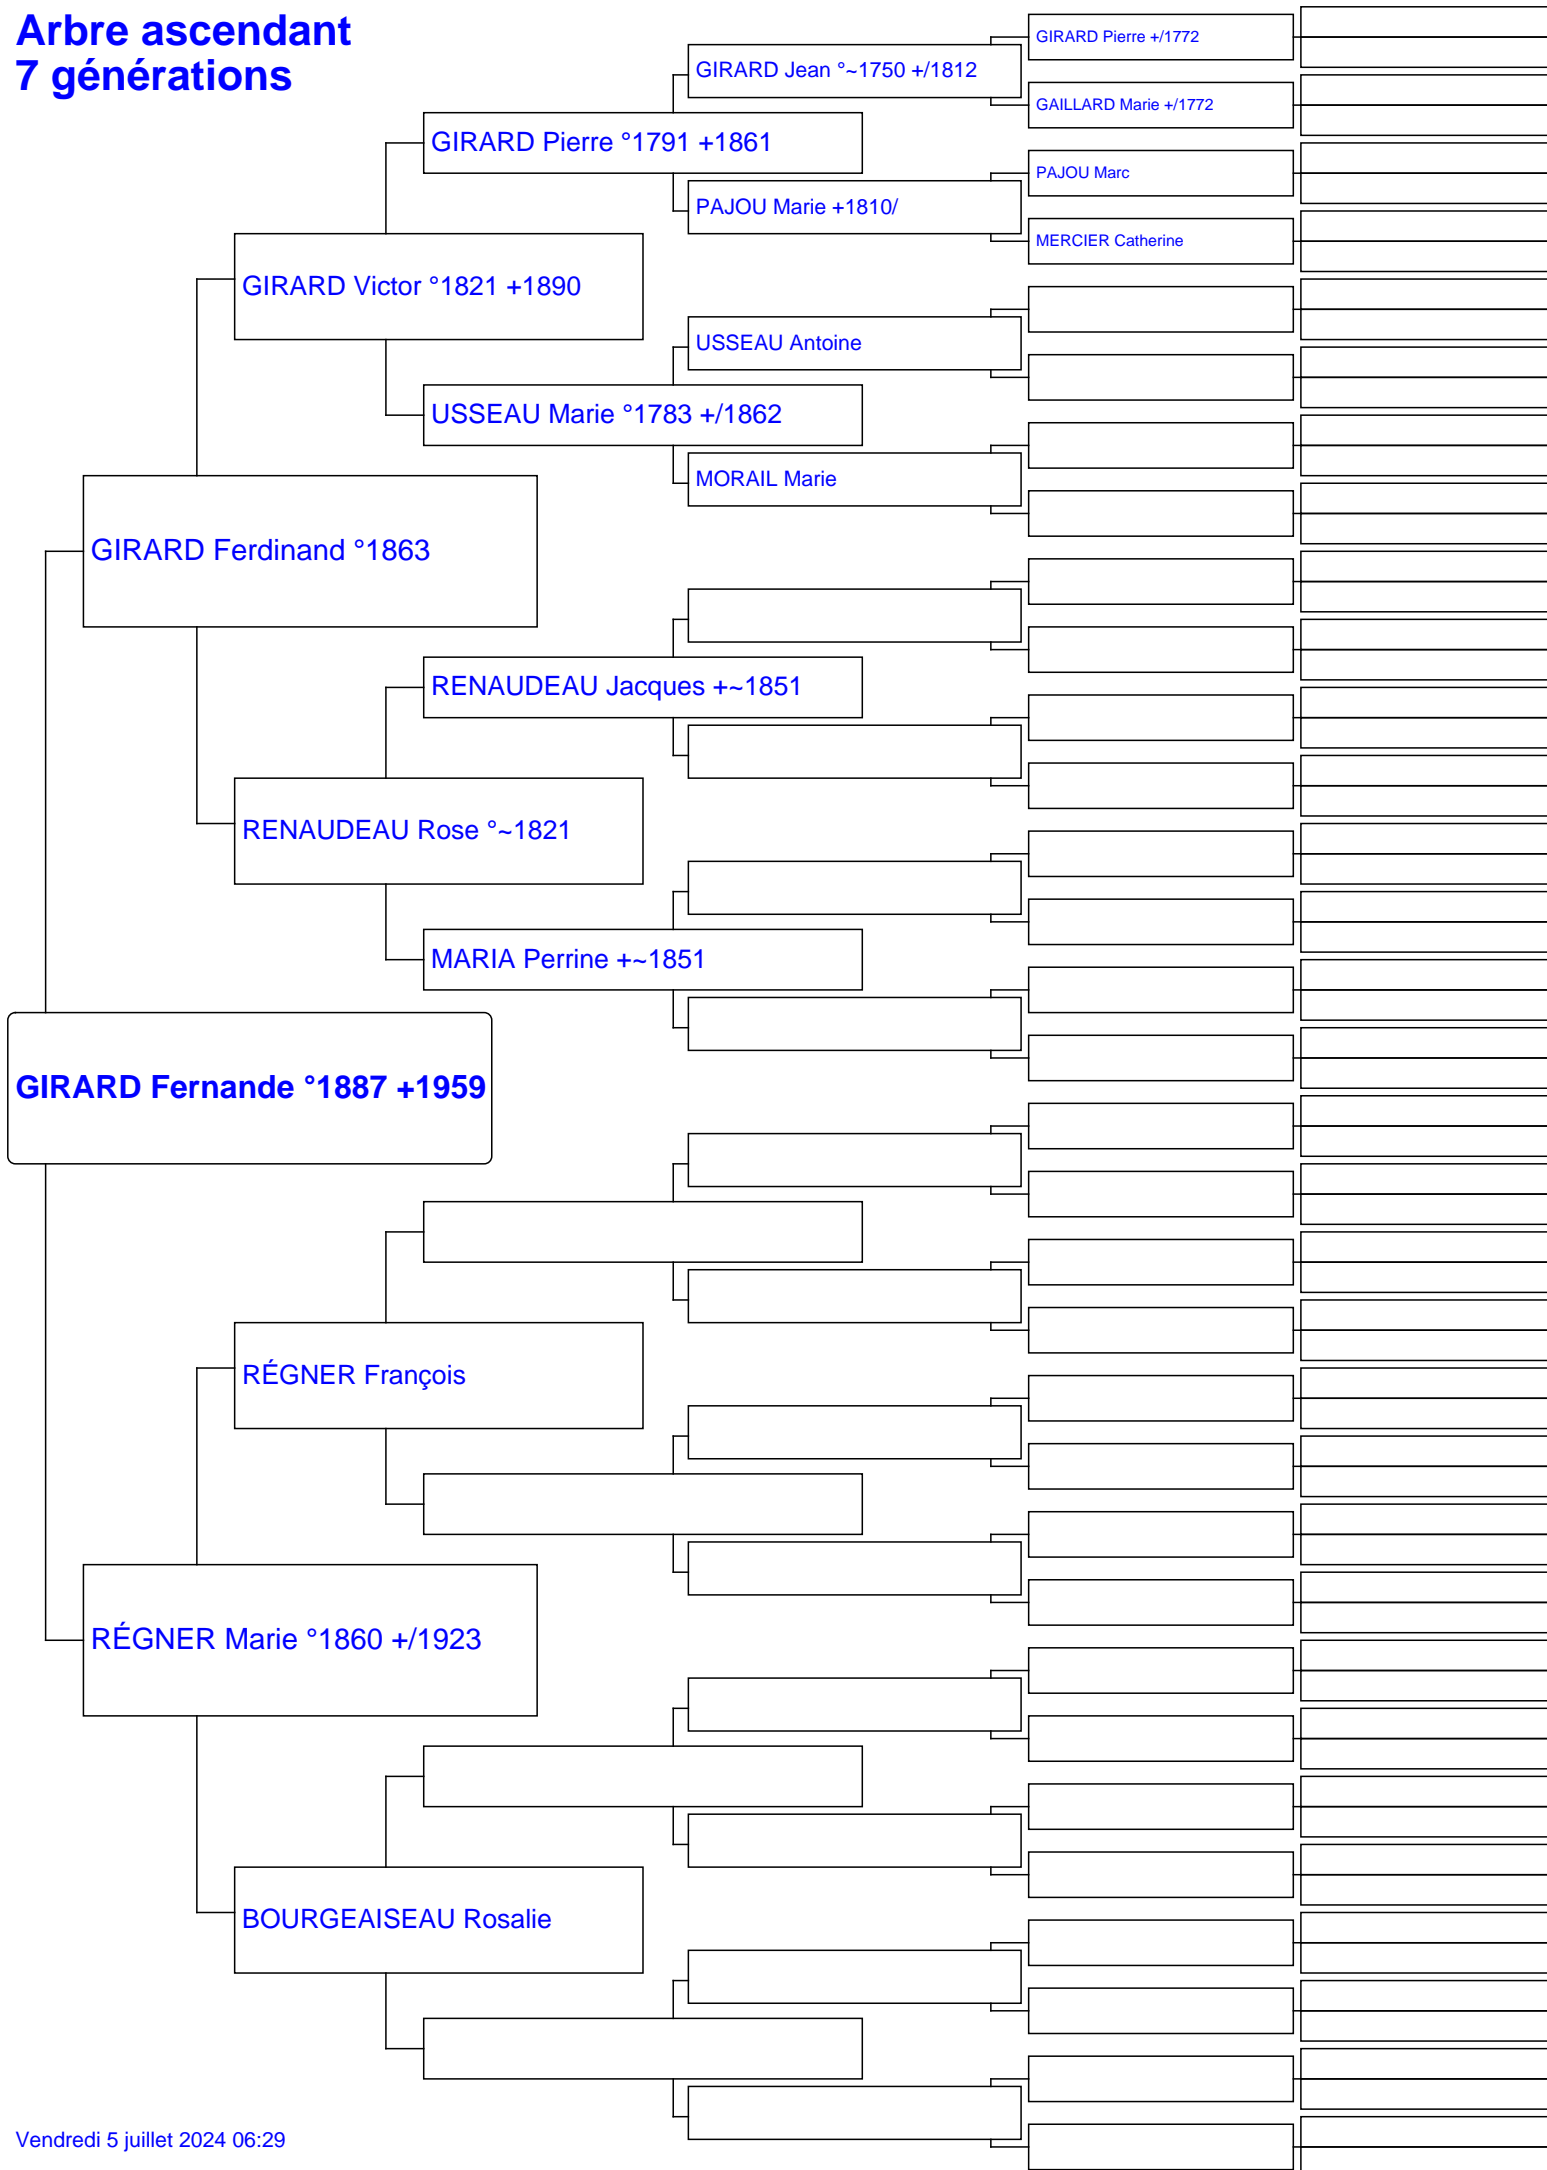 Arbre ascendant
7 générations
GIRARD Pierre +/1772
GIRARD Jean °~1750 +/1812
GAILLARD Marie +/1772
GIRARD Pierre °1791 +1861
PAJOU Marc
PAJOU Marie +1810/
MERCIER Catherine
GIRARD Victor °1821 +1890
USSEAU Antoine
USSEAU Marie °1783 +/1862
MORAIL Marie
GIRARD Ferdinand °1863
RENAUDEAU Jacques +~1851
RENAUDEAU Rose °~1821
MARIA Perrine +~1851
GIRARD Fernande °1887 +1959
RÉGNER François
RÉGNER Marie °1860 +/1923
BOURGEAISEAU Rosalie
Vendredi 5 juillet 2024 06:29